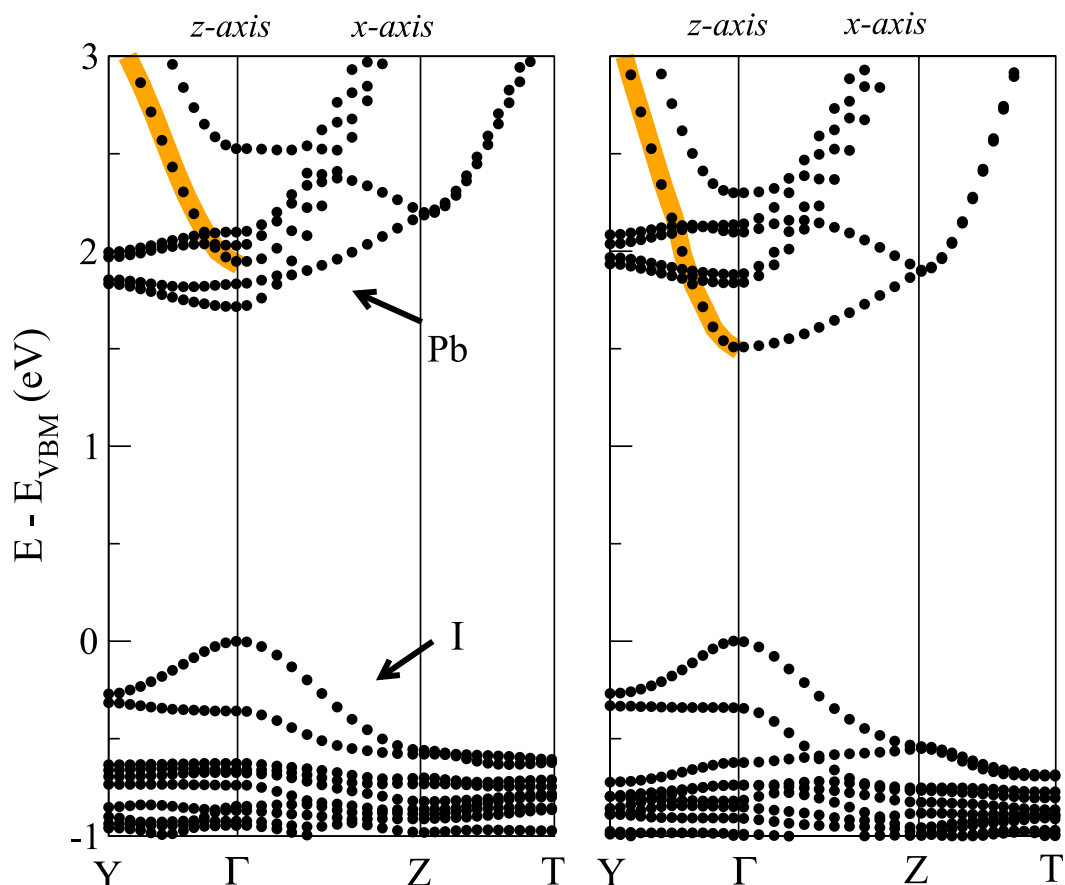 z-axis x-axis z-axis x-axis
3
2
Pb
E - E_VBM (eV)
1
0
I
-1
Y Γ Z T Y Γ Z T